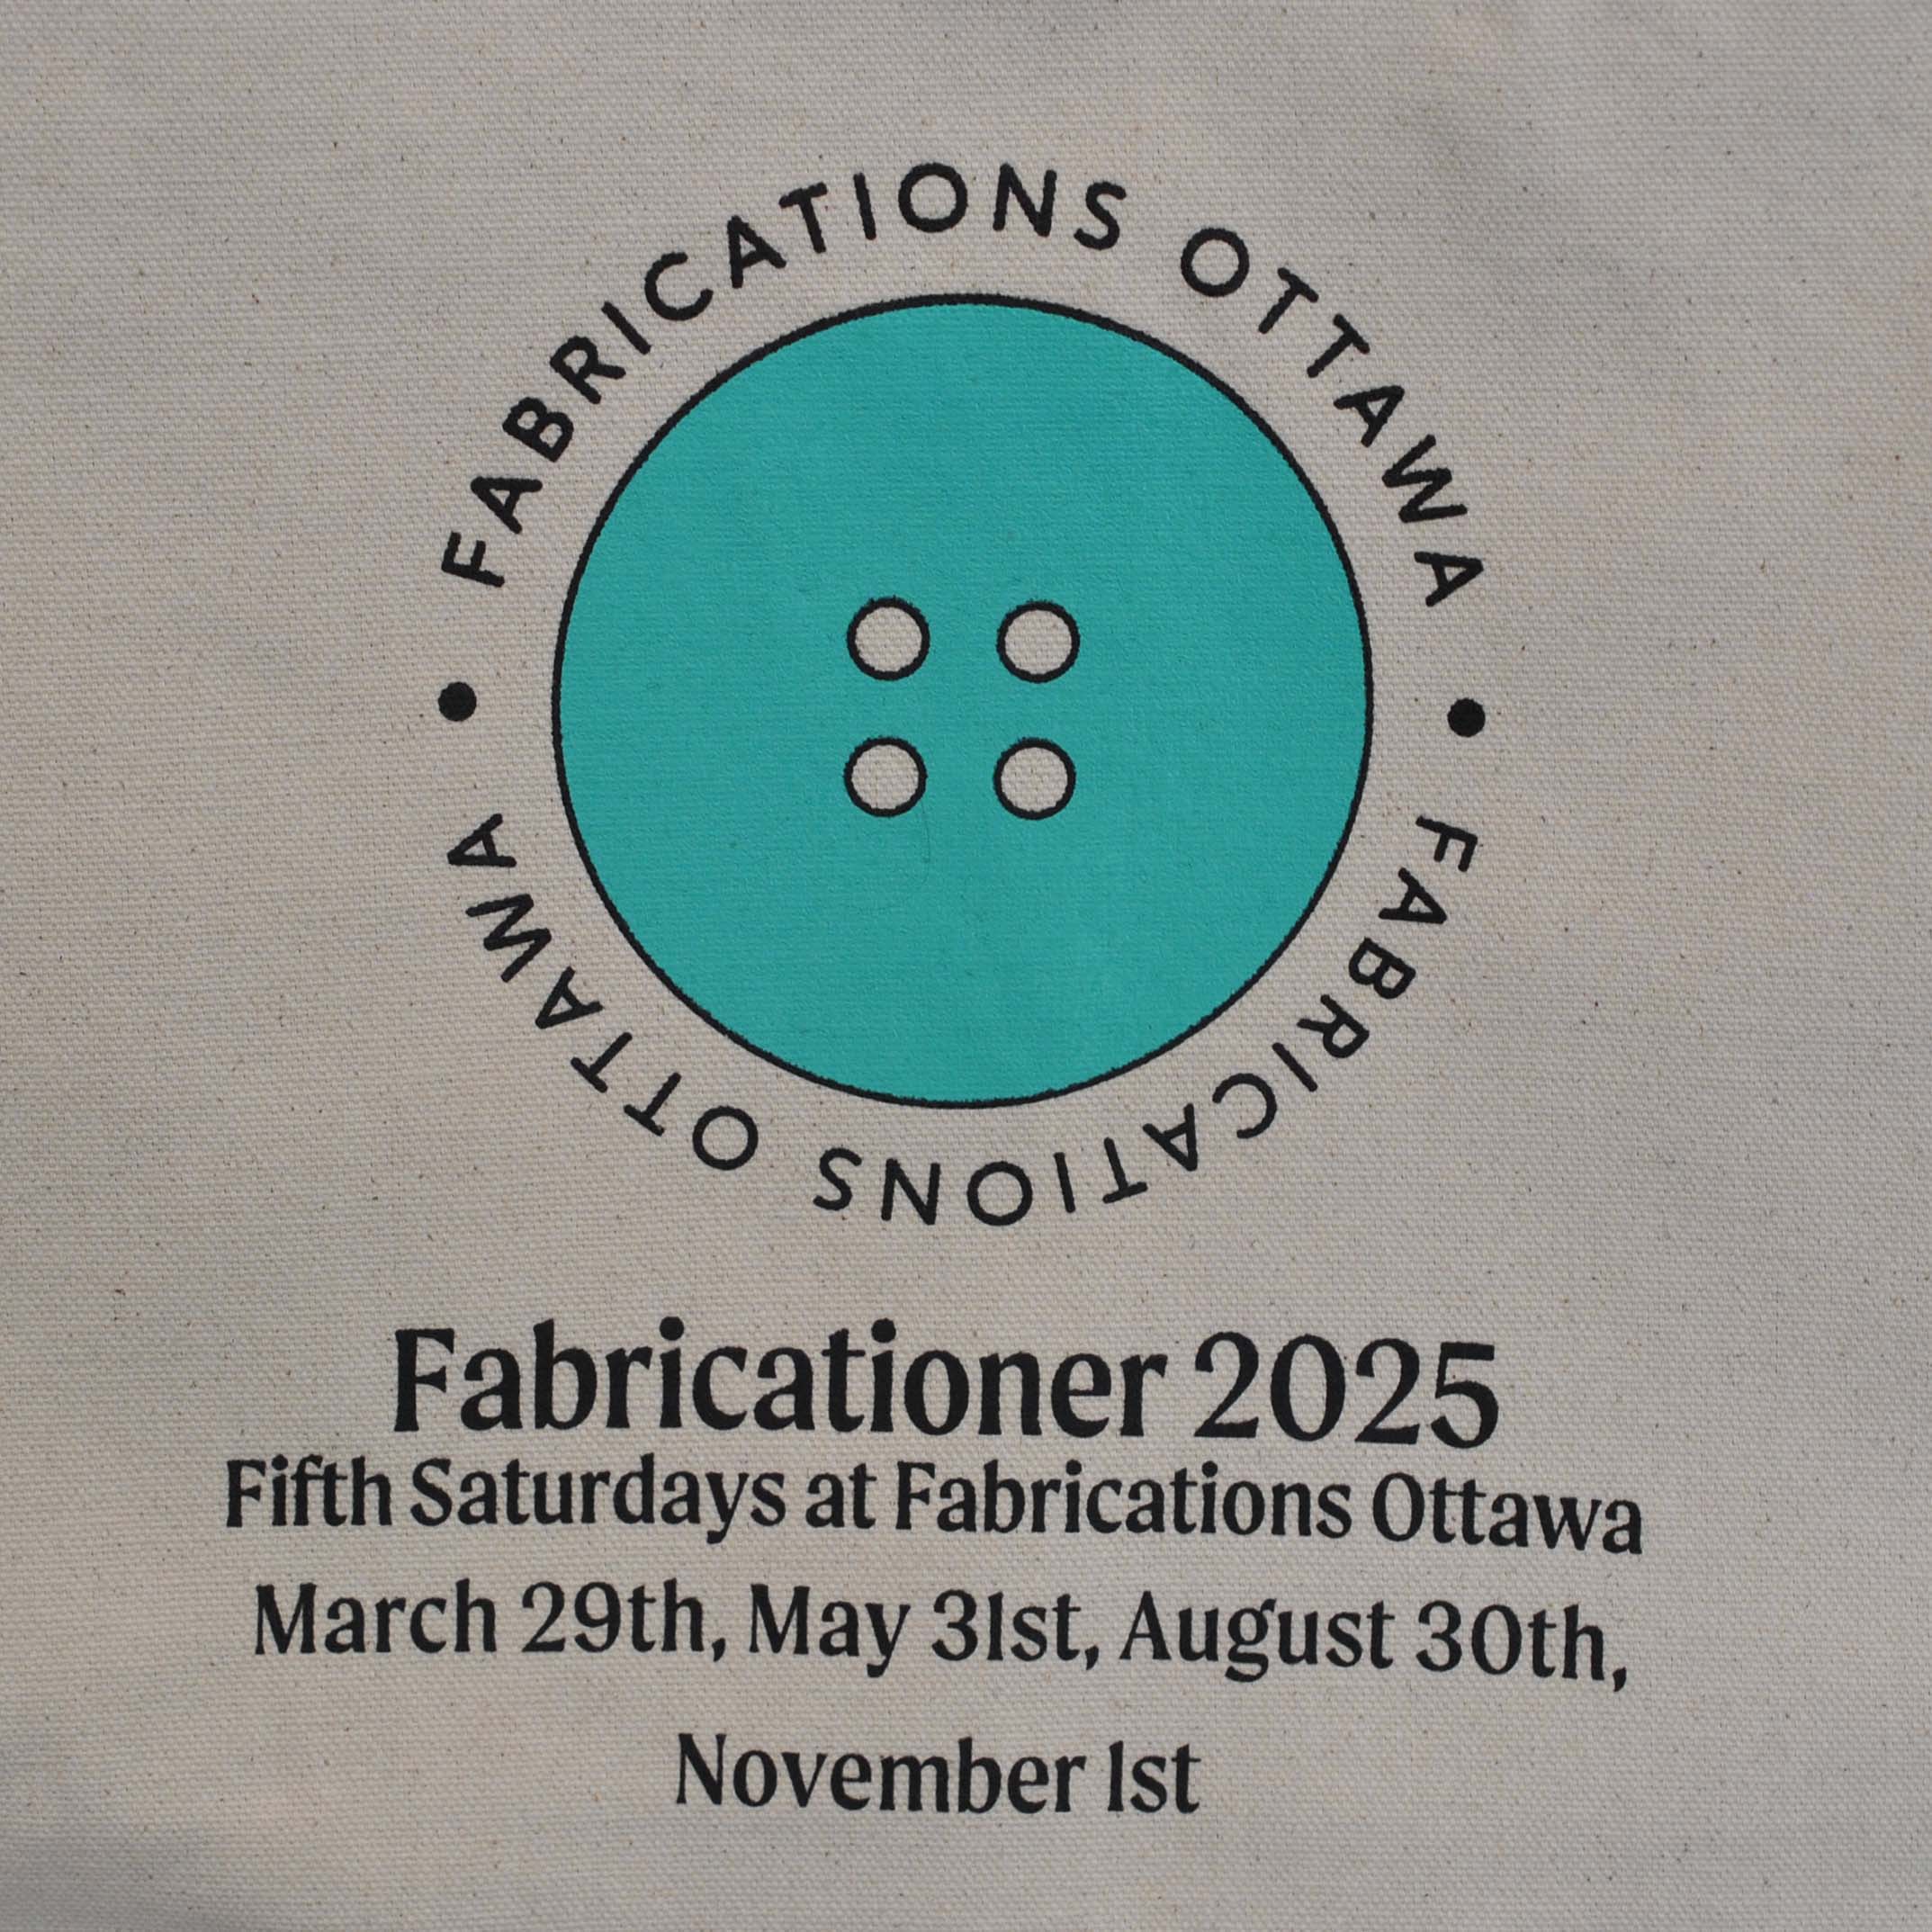 FABRICATIONS OTTAWA • FABRICATIONS OTTAWA •
Fabricationer 2025
Fifth Saturdays at Fabrications Ottawa
March 29th, May 31st, August 30th,
November 1st